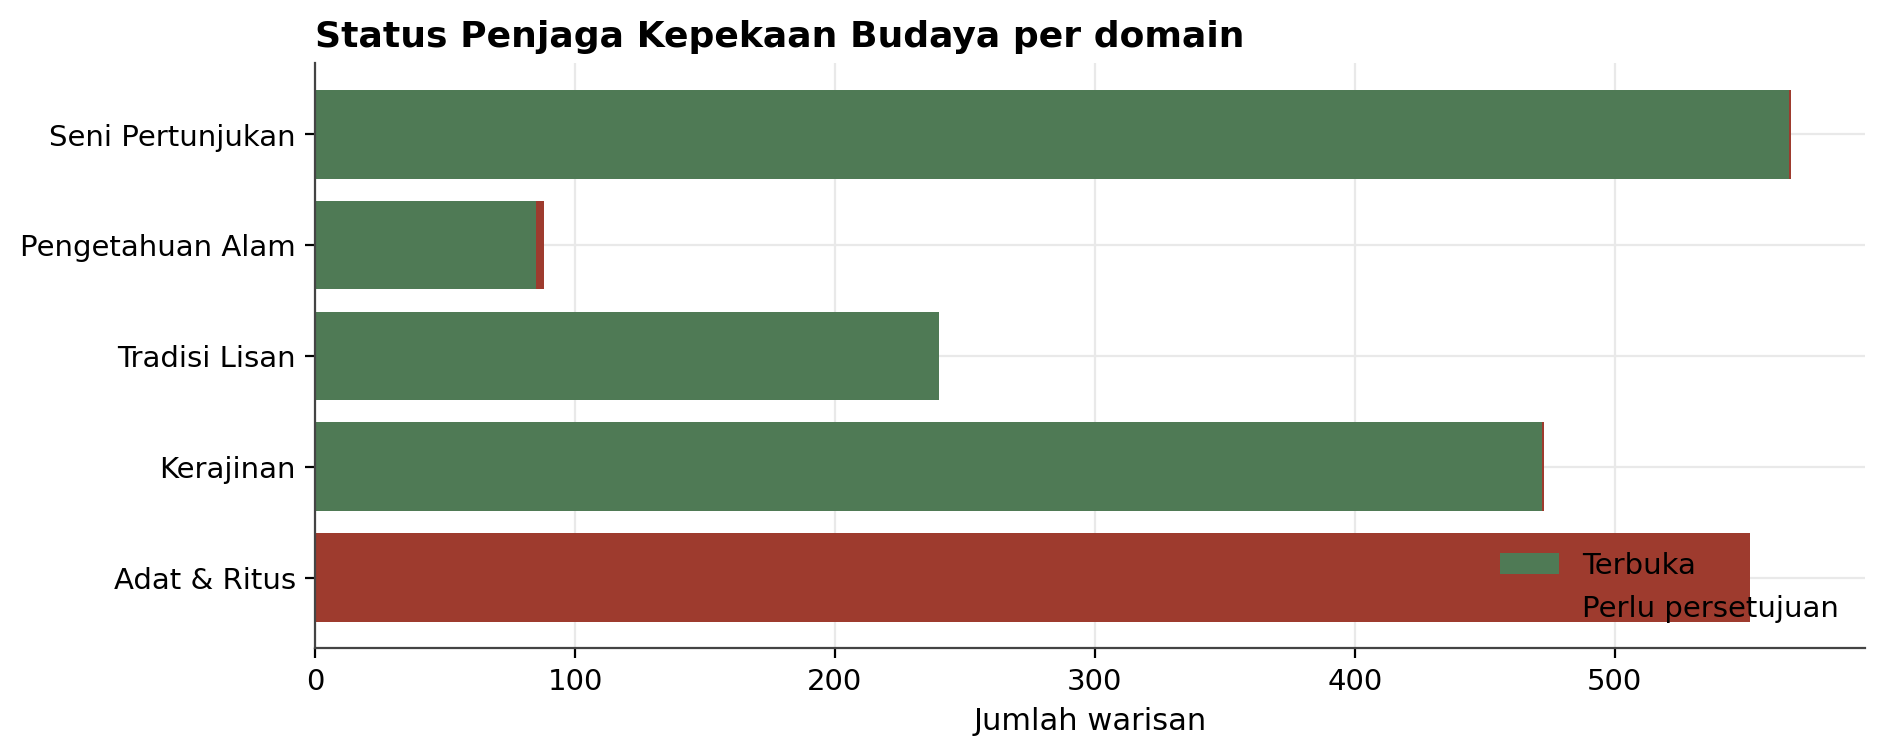 Status Penjaga Kepekaan Budaya per domain
Seni Pertunjukan
Pengetahuan Alam
Tradisi Lisan
Kerajinan
Adat & Ritus
Terbuka
Perlu persetujuan
0 100 200 300 400 500
Jumlah warisan